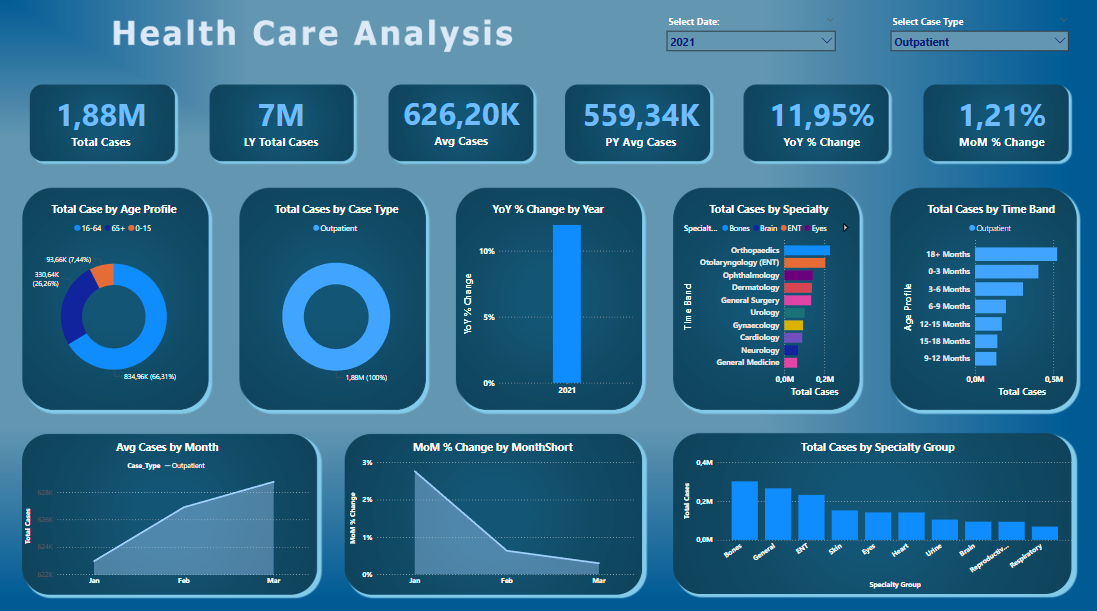 Health Care Analysis
Select Date:
2021
Select Case Type
Outpatient
1,88M
Total Cases
7M
LY Total Cases
626,20K
Avg Cases
559,34K
PY Avg Cases
11,95%
YoY % Change
1,21%
MoM % Change
Total Case by Age Profile
16-64 65+ 0-15
93,66K (7,44%)
330,64K
(26,26%)
834,96K (66,31%)
Total Cases by Case Type
Outpatient
1,88M (100%)
YoY % Change by Year
YoY % Change
10%
5%
0%
2021
Total Cases by Specialty
Specialt... Bones Brain ENT Eyes
Time Band
Orthopaedics
Otolaryngology (ENT)
Ophthalmology
Dermatology
General Surgery
Urology
Gynaecology
Cardiology
Neurology
General Medicine
0,0M 0,2M
Total Cases
Total Cases by Time Band
Outpatient
Age Profile
18+ Months
0-3 Months
3-6 Months
6-9 Months
12-15 Months
15-18 Months
9-12 Months
0,0M 0,5M
Total Cases
Avg Cases by Month
Case_Type Outpatient
Total Cases
628K
626K
624K
622K
Jan Feb Mar
MoM % Change by MonthShort
MoM % Change
3%
2%
1%
0%
Jan Feb Mar
Total Cases by Specialty Group
Total Cases
0,4M
0,2M
0,0M
Bones General ENT Skin Eyes Heart Urine Brain Reproductiv... Respiratory
Specialty Group